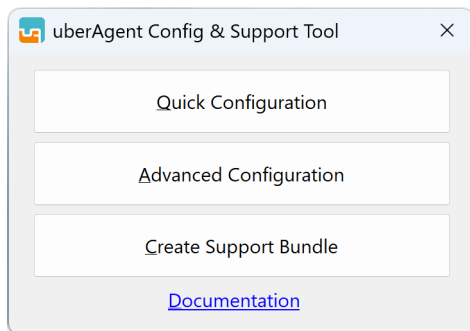 uberAgent Config & Support Tool
Quick Configuration
Advanced Configuration
Create Support Bundle
Documentation